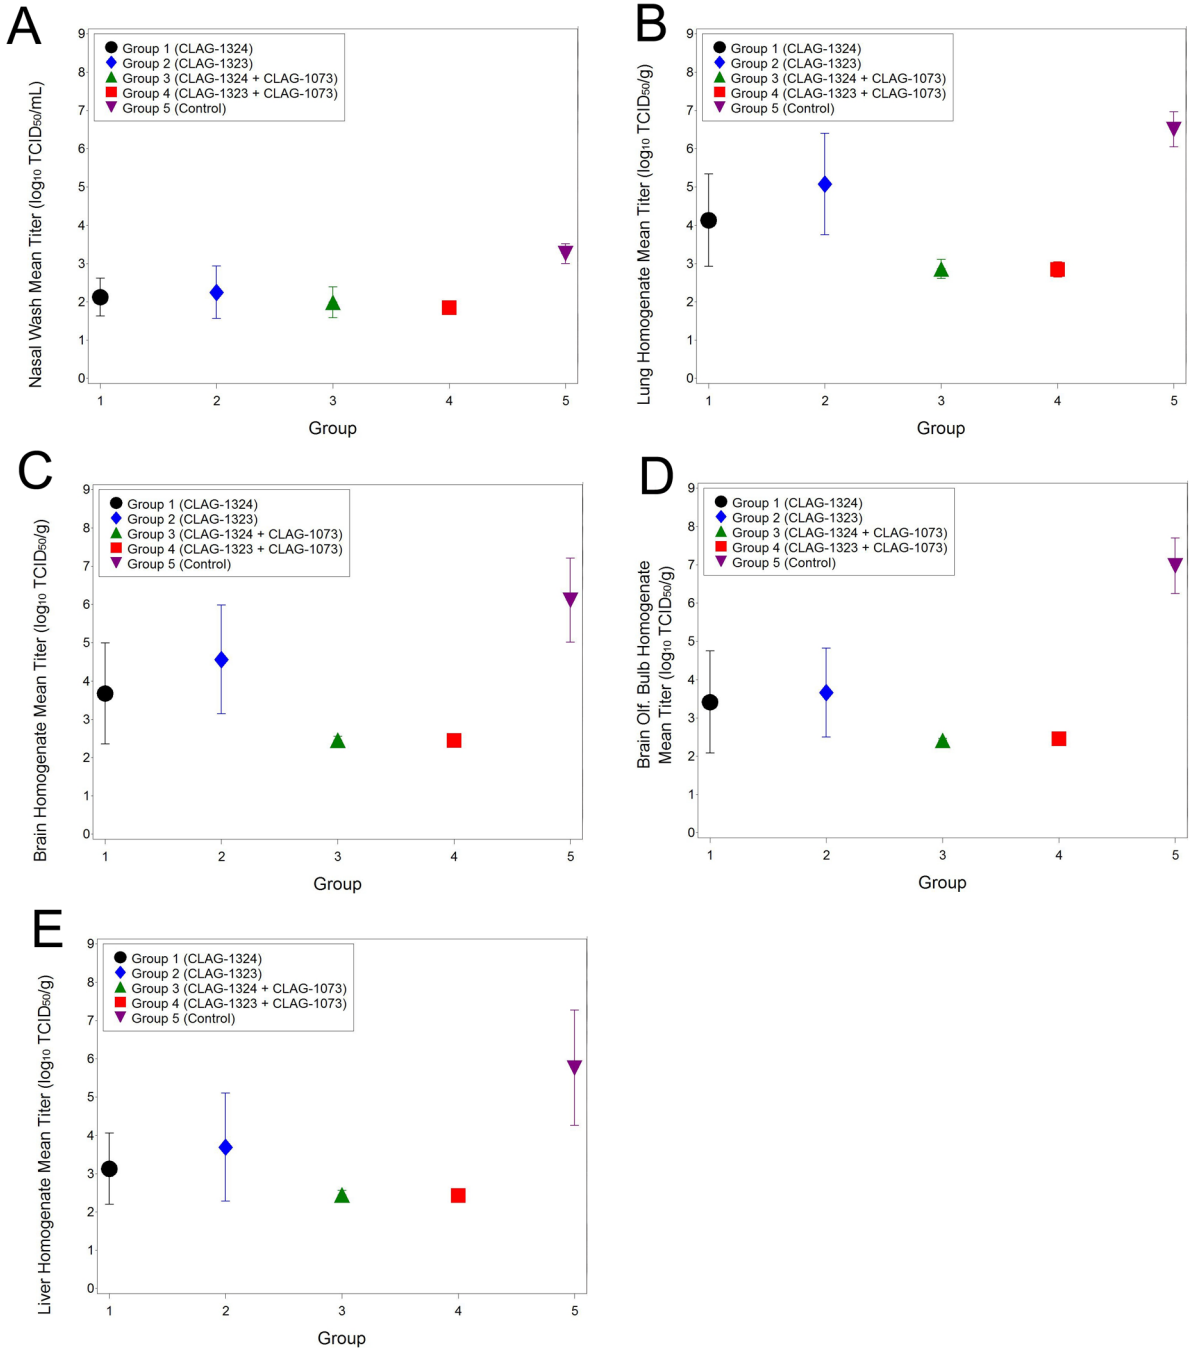 A
Nasal Wash Mean Titer (log₁₀ TCID₅₀/mL)
9
8
7
6
5
4
3
2
1
0
Group 1 (CLAG-1324)
Group 2 (CLAG-1323)
Group 3 (CLAG-1324 + CLAG-1073)
Group 4 (CLAG-1323 + CLAG-1073)
Group 5 (Control)
1 2 3 4 5
Group
B
Lung Homogenate Mean Titer (log₁₀ TCID₅₀/g)
9
8
7
6
5
4
3
2
1
0
Group 1 (CLAG-1324)
Group 2 (CLAG-1323)
Group 3 (CLAG-1324 + CLAG-1073)
Group 4 (CLAG-1323 + CLAG-1073)
Group 5 (Control)
1 2 3 4 5
Group
C
Brain Homogenate Mean Titer (log₁₀ TCID₅₀/g)
9
8
7
6
5
4
3
2
1
0
Group 1 (CLAG-1324)
Group 2 (CLAG-1323)
Group 3 (CLAG-1324 + CLAG-1073)
Group 4 (CLAG-1323 + CLAG-1073)
Group 5 (Control)
1 2 3 4 5
Group
D
Brain Olf. Bulb Homogenate
Mean Titer (log₁₀ TCID₅₀/g)
9
8
7
6
5
4
3
2
1
0
Group 1 (CLAG-1324)
Group 2 (CLAG-1323)
Group 3 (CLAG-1324 + CLAG-1073)
Group 4 (CLAG-1323 + CLAG-1073)
Group 5 (Control)
1 2 3 4 5
Group
E
Liver Homogenate Mean Titer (log₁₀ TCID₅₀/g)
9
8
7
6
5
4
3
2
1
0
Group 1 (CLAG-1324)
Group 2 (CLAG-1323)
Group 3 (CLAG-1324 + CLAG-1073)
Group 4 (CLAG-1323 + CLAG-1073)
Group 5 (Control)
1 2 3 4 5
Group